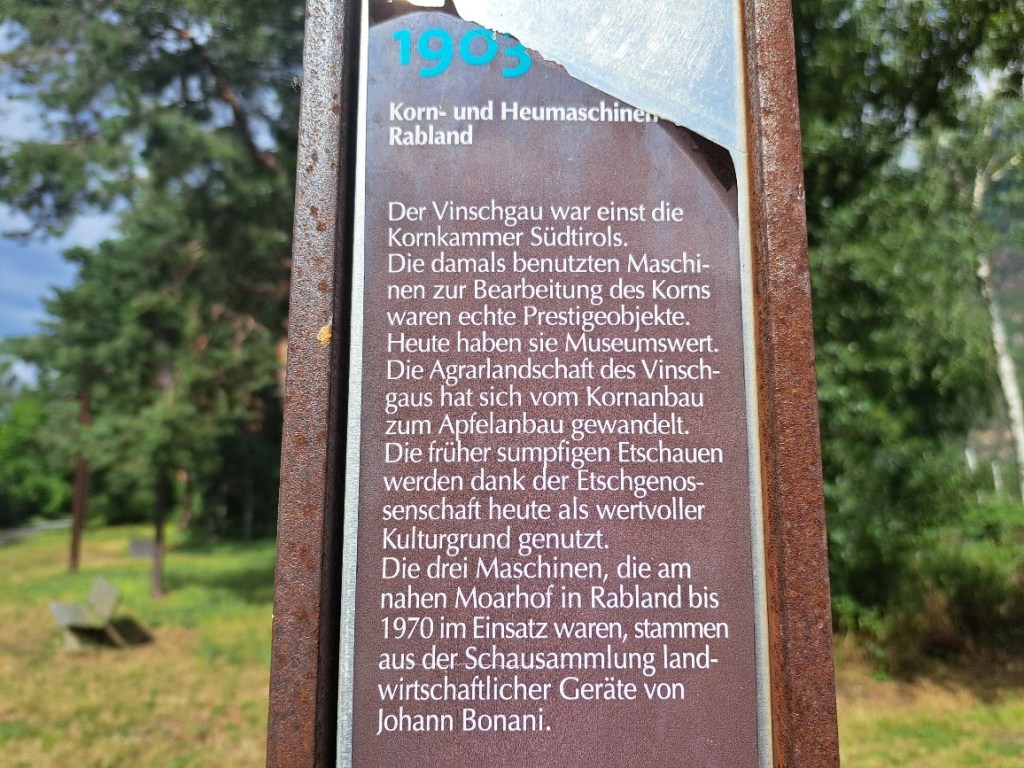 1903
Korn- und Heumaschinen
Rabland
Der Vinschgau war einst die
Kornkammer Südtirols.
Die damals benutzten Maschi-
nen zur Bearbeitung des Korns
waren echte Prestigeobjekte.
Heute haben sie Museumswert.
Die Agrarlandschaft des Vinsch-
gaus hat sich vom Kornanbau
zum Apfelanbau gewandelt.
Die früher sumpfigen Etschauen
werden dank der Etschgenos-
senschaft heute als wertvoller
Kulturgrund genutzt.
Die drei Maschinen, die am
nahen Moarhof in Rabland bis
1970 im Einsatz waren, stammen
aus der Schausammlung land-
wirtschaftlicher Geräte von
Johann Bonani.